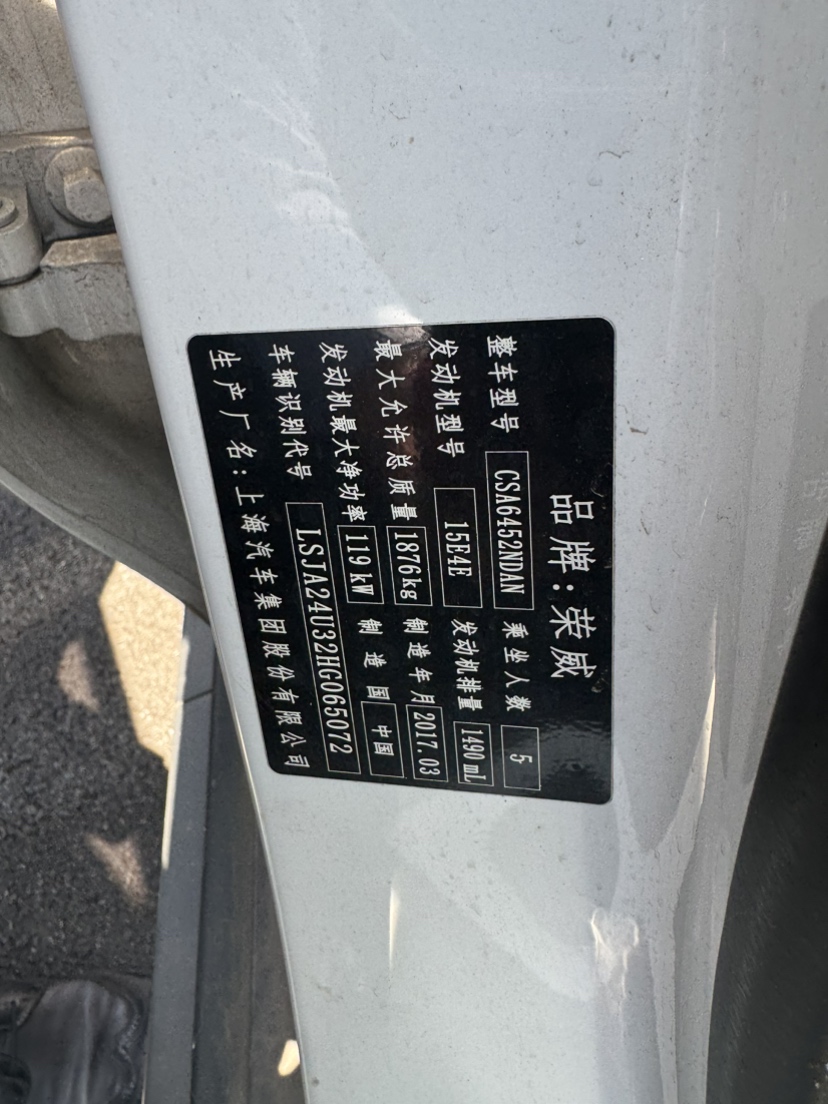 品牌:荣威
整车型号 CSA6452NDAN 乘坐人数 5
发动机型号 15E4E 发动机排量 1490mL
最大允许总质量 1876kg 制造年月 2017.03
发动机最大净功率 119kW 制造国 中国
车辆识别代号 LSJA24U32HG065072
生产厂名:上海汽车集团股份有限公司